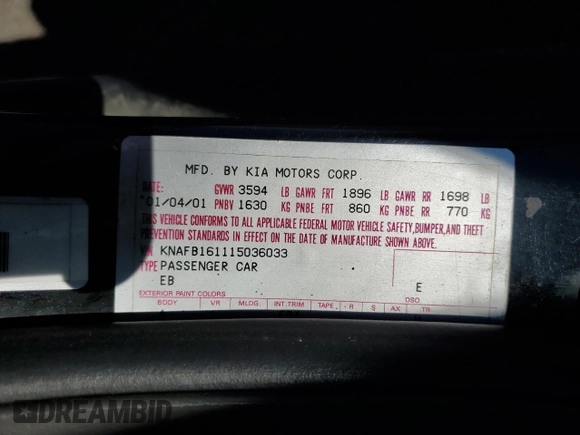 MFD. BY KIA MOTORS CORP.
DATE: GVWR 3594 LB GAWR FRT 1896 LB GAWR RR 1698 LB
'01/04/01 PNBV 1630 KG PNBE FRT 860 KG PNBE RR 770 KG
THIS VEHICLE CONFORMS TO ALL APPLICABLE FEDERAL MOTOR VEHICLE SAFETY, BUMPER, AND THEFT
PREVENTION STANDARDS IN EFFECT ON THE DATE OF MANUFACTURE SHOWN ABOVE.
VIN KNAFB161115036033
TYPE PASSENGER CAR
EB E
EXTERIOR PAINT COLORS DSO
BODY VR MLDG. INT.TRIM TAPE - R S AX TR
DREAMBID